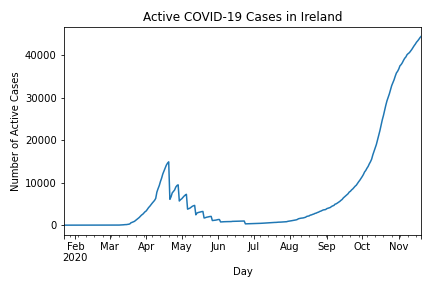 Active COVID-19 Cases in Ireland
Number of Active Cases
40000
30000
20000
10000
0
Feb Mar Apr May Jun Jul Aug Sep Oct Nov
2020
Day